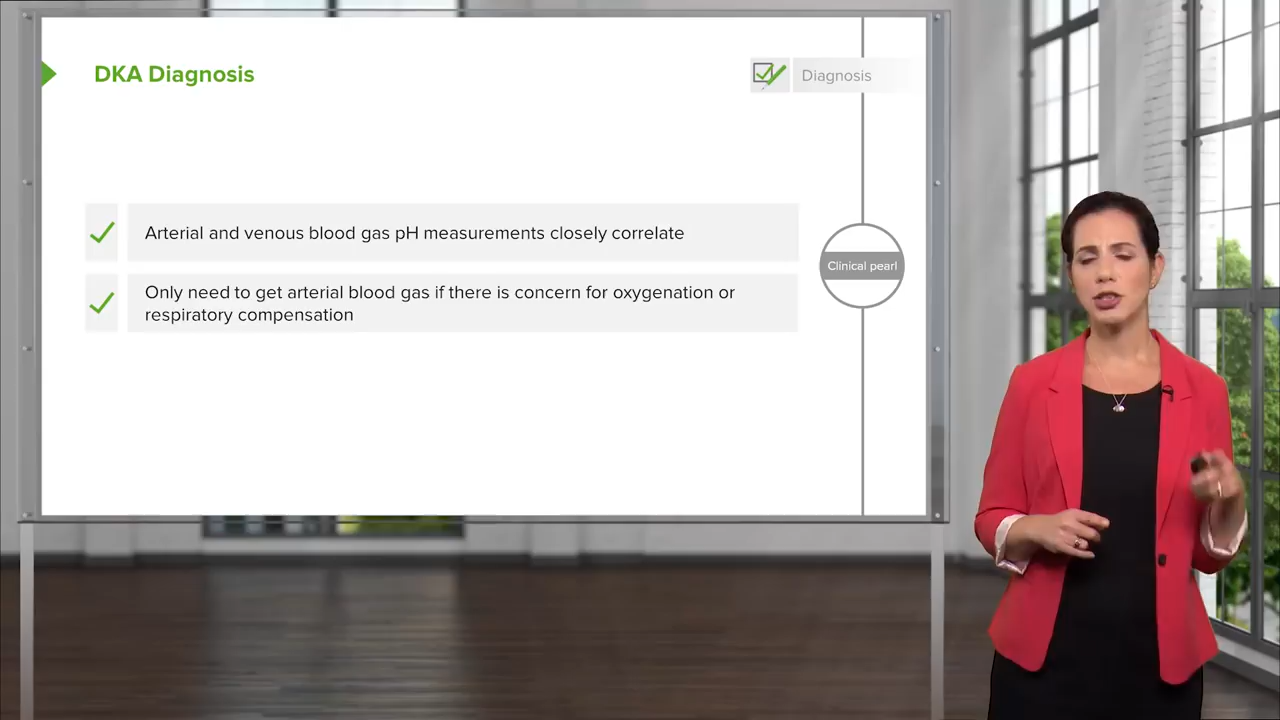 DKA Diagnosis
Diagnosis
Arterial and venous blood gas pH measurements closely correlate
Only need to get arterial blood gas if there is concern for oxygenation or
respiratory compensation
Clinical pearl